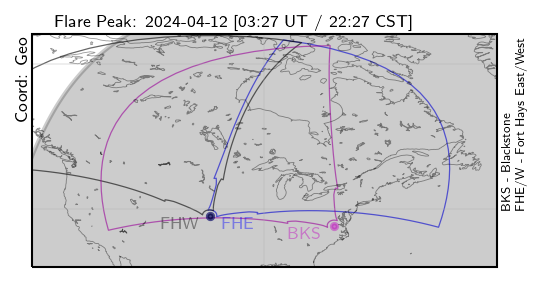 Flare Peak: 2024-04-12 [03:27 UT / 22:27 CST]
Coord: Geo
FHW
FHE
BKS
BKS - Blackstone
FHE/W - Fort Hays East/West